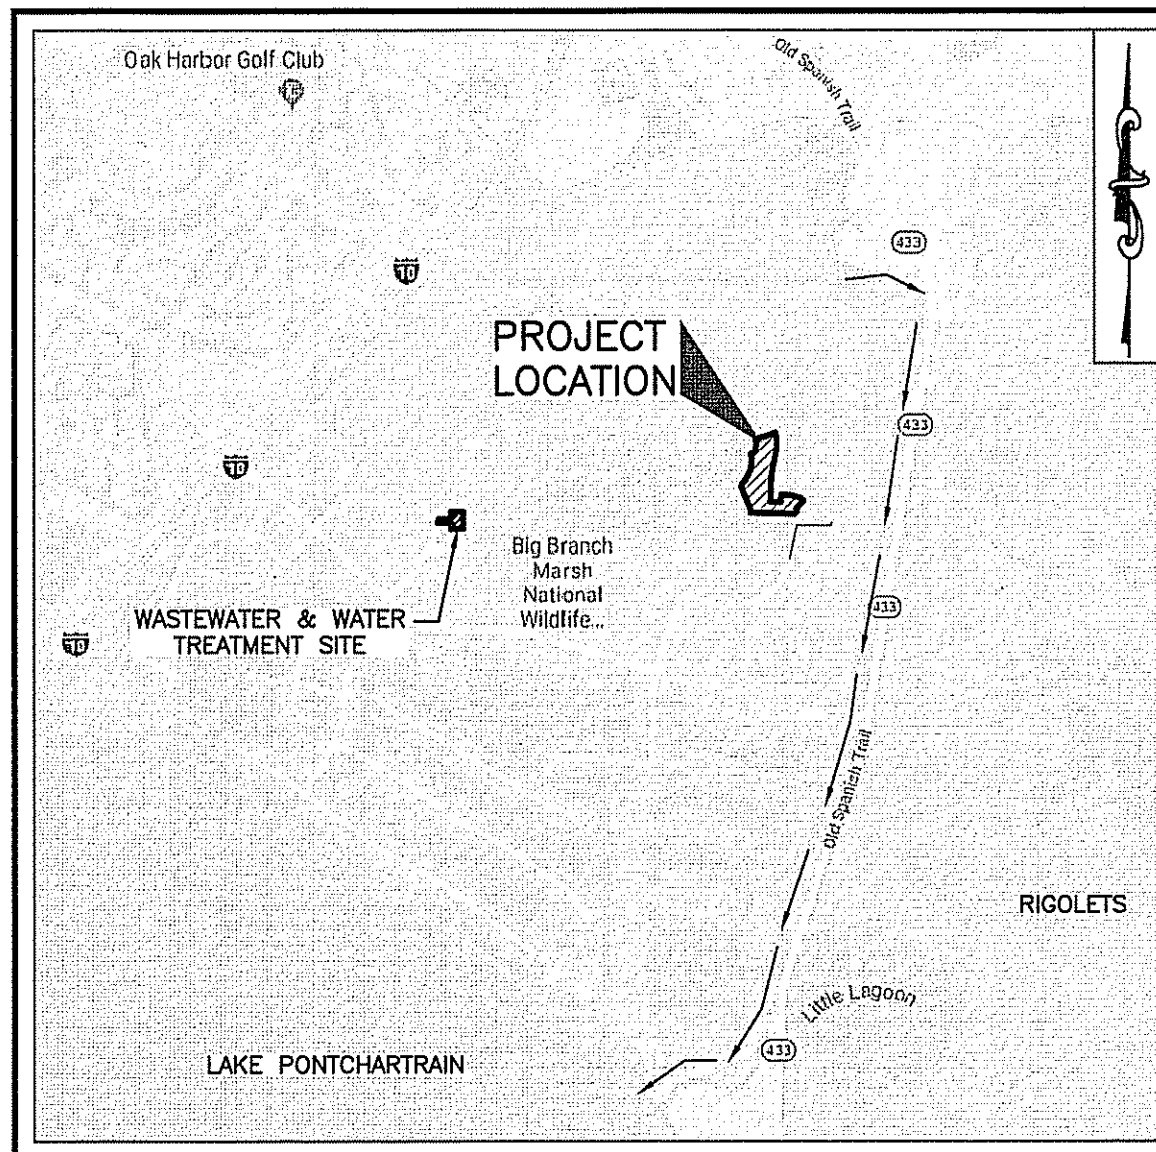 Oak Harbor Golf Club
Old Spanish Trail
433
10
PROJECT
LOCATION
433
10
Big Branch
Marsh
National
Wildlife...
WASTEWATER & WATER
TREATMENT SITE
433
10
Old Spanish Trail
RIGOLETS
Little Lagoon
433
LAKE PONTCHARTRAIN